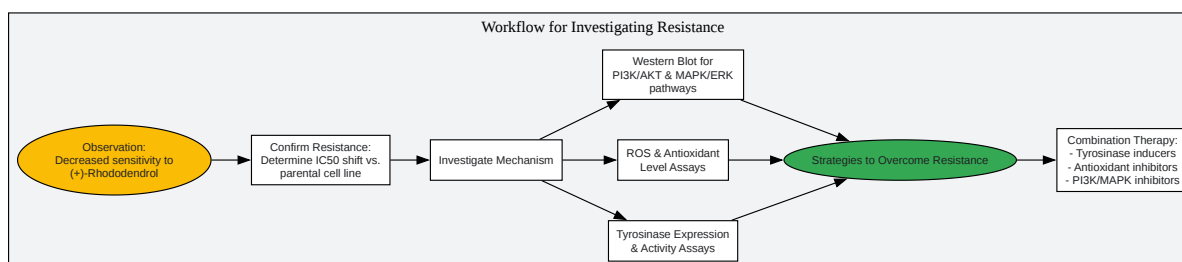 Workflow for Investigating Resistance
Observation:
Decreased sensitivity to
(+)-Rhododendrol
Confirm Resistance:
Determine IC50 shift vs.
parental cell line
Investigate Mechanism
Western Blot for
PI3K/AKT & MAPK/ERK
pathways
ROS & Antioxidant
Level Assays
Tyrosinase Expression
& Activity Assays
Strategies to Overcome Resistance
Combination Therapy:
- Tyrosinase inducers
- Antioxidant inhibitors
- PI3K/MAPK inhibitors